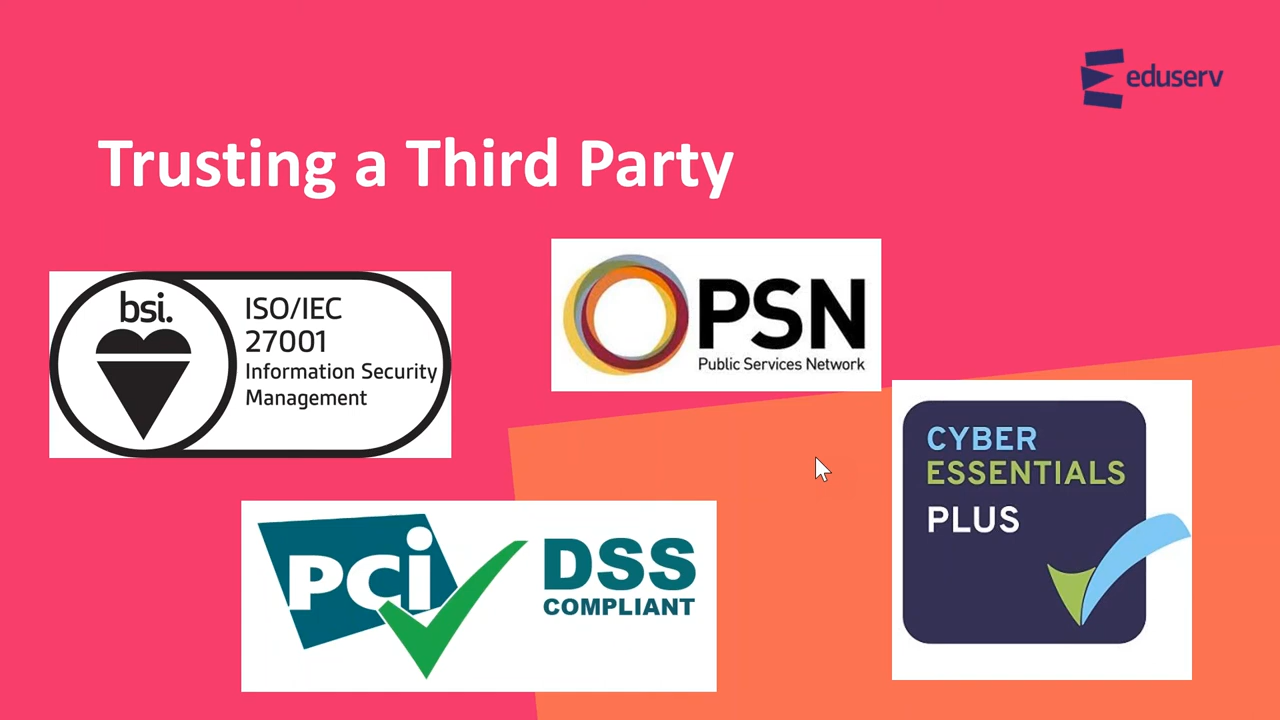 eduserv
Trusting a Third Party
bsi.
ISO/IEC
27001
Information Security
Management
PSN
Public Services Network
CYBER
ESSENTIALS
PLUS
PCi
DSS
COMPLIANT